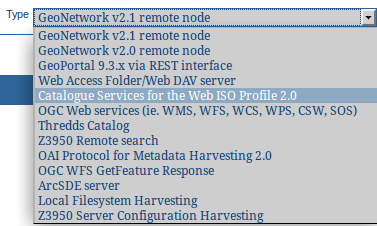 Type GeoNetwork v2.1 remote node
GeoNetwork v2.1 remote node
GeoNetwork v2.0 remote node
GeoPortal 9.3.x via REST interface
Web Access Folder/Web DAV server
Catalogue Services for the Web ISO Profile 2.0
OGC Web services (ie. WMS, WFS, WCS, WPS, CSW, SOS)
Thredds Catalog
Z3950 Remote search
OAI Protocol for Metadata Harvesting 2.0
OGC WFS GetFeature Response
ArcSDE server
Local Filesystem Harvesting
Z3950 Server Configuration Harvesting